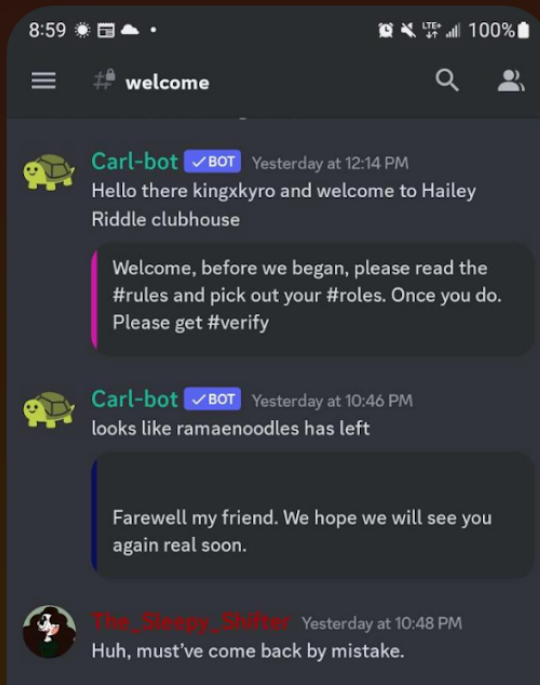 8:59
LTE+ 100%
# welcome
Carl-bot ✓BOT Yesterday at 12:14 PM
Hello there kingxkyro and welcome to Hailey
Riddle clubhouse
Welcome, before we began, please read the
#rules and pick out your #roles. Once you do.
Please get #verify
Carl-bot ✓BOT Yesterday at 10:46 PM
looks like ramaenoodles has left
Farewell my friend. We hope we will see you
again real soon.
The_Sleepy_Shifter Yesterday at 10:48 PM
Huh, must've come back by mistake.